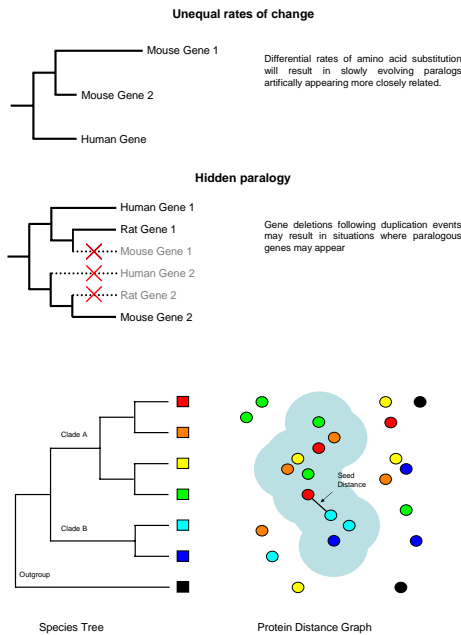 Unequal rates of change
Mouse Gene 1
Mouse Gene 2
Human Gene
Differential rates of amino acid substitution
will result in slowly evolving paralogs
artifically appearing more closely related.
Hidden paralogy
Human Gene 1
Rat Gene 1
Mouse Gene 1
Human Gene 2
Rat Gene 2
Mouse Gene 2
Gene deletions following duplication events
may result in situations where paralogous
genes may appear
Clade A
Clade B
Outgroup
Seed
Distance
Species Tree
Protein Distance Graph